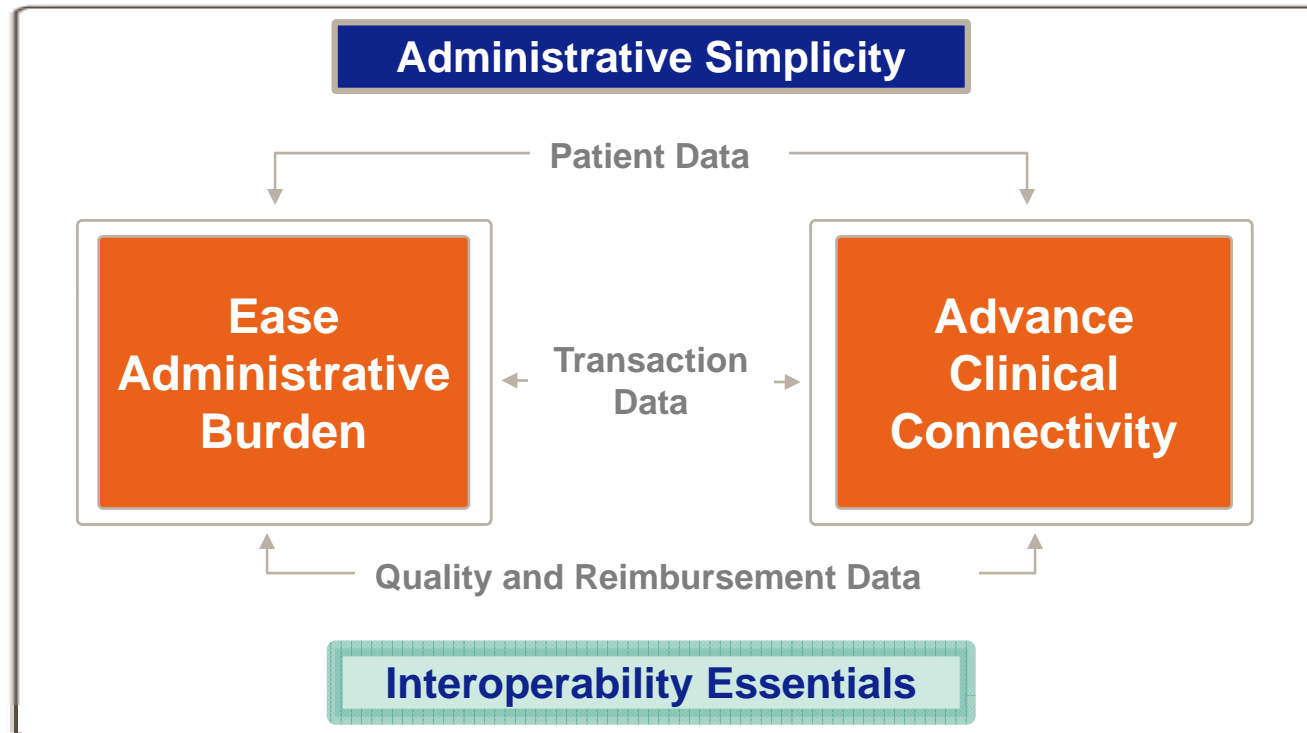 Administrative Simplicity
Patient Data
Ease
Administrative
Burden
Transaction
Data
Advance
Clinical
Connectivity
Quality and Reimbursement Data
Interoperability Essentials